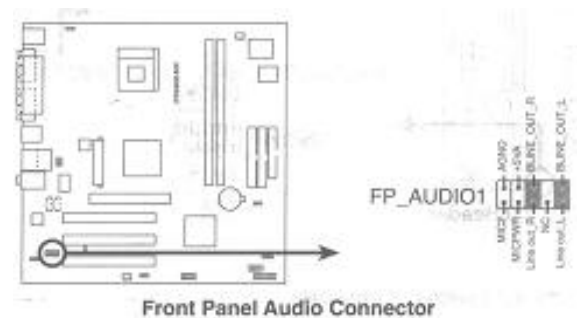 AGND
+5VA
BLINE_OUT_R
BLINE_OUT_L
FP_AUDIO1
MIC2
MICPWR
Line out_R
NC
Line out_L
Front Panel Audio Connector